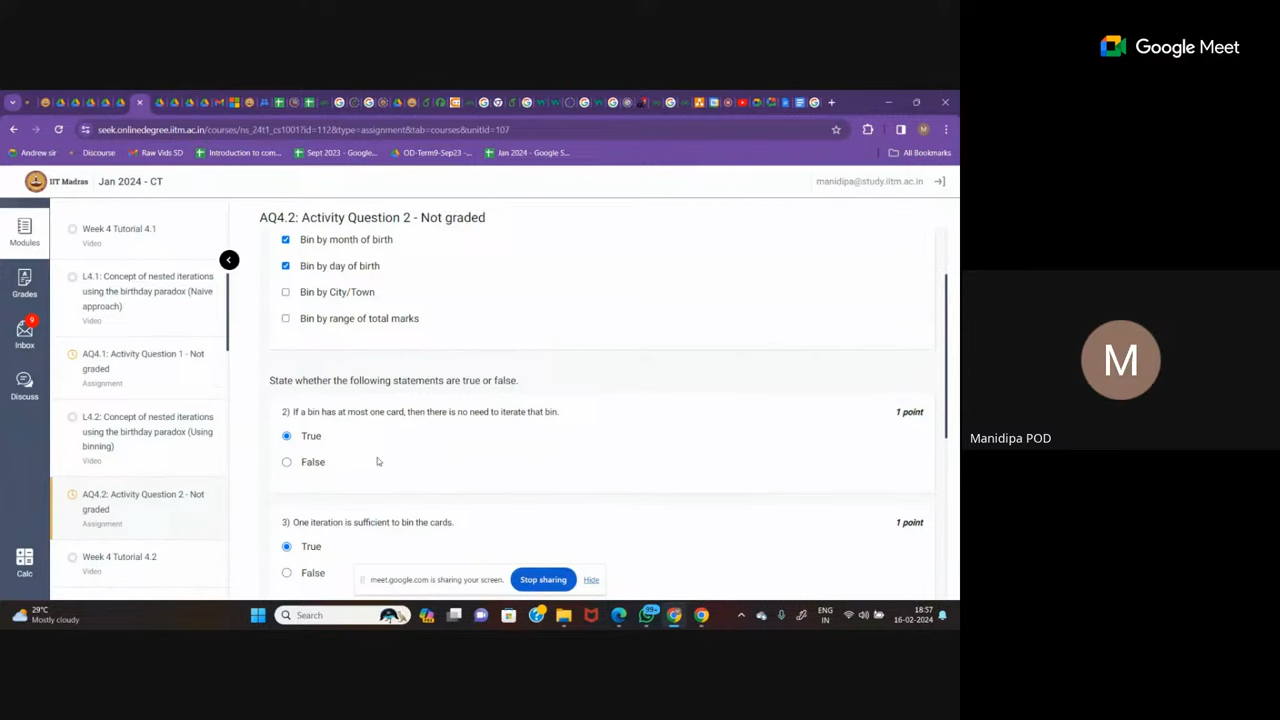 Google Meet
seek.onlinedegree.iitm.ac.in/courses/ns_24t1_cs1001?id=112&type=assignment&tab=courses&unitId=107
M
Andrew sir
Discourse
Raw Vids SD
Introduction to com...
Sept 2023 - Google...
OD-Term9-Sep23 -...
Jan 2024 - Google S...
All Bookmarks
IIT Madras
Jan 2024 - CT
manidipa@study.iitm.ac.in
Modules
Grades
9
Inbox
Discuss
Calc
Week 4 Tutorial 4.1
Video
L4.1: Concept of nested iterations
using the birthday paradox (Naive
approach)
Video
AQ4.1: Activity Question 1 - Not
graded
Assignment
L4.2: Concept of nested iterations
using the birthday paradox (Using
binning)
Video
AQ4.2: Activity Question 2 - Not
graded
Assignment
Week 4 Tutorial 4.2
Video
AQ4.2: Activity Question 2 - Not graded
Bin by month of birth
Bin by day of birth
Bin by City/Town
Bin by range of total marks
State whether the following statements are true or false.
2) If a bin has at most one card, then there is no need to iterate that bin.
1 point
True
False
3) One iteration is sufficient to bin the cards.
1 point
True
False
meet.google.com is sharing your screen.
Stop sharing
Hide
29°C
Mostly cloudy
Search
99+
ENG
IN
18:57
16-02-2024
M
Manidipa POD